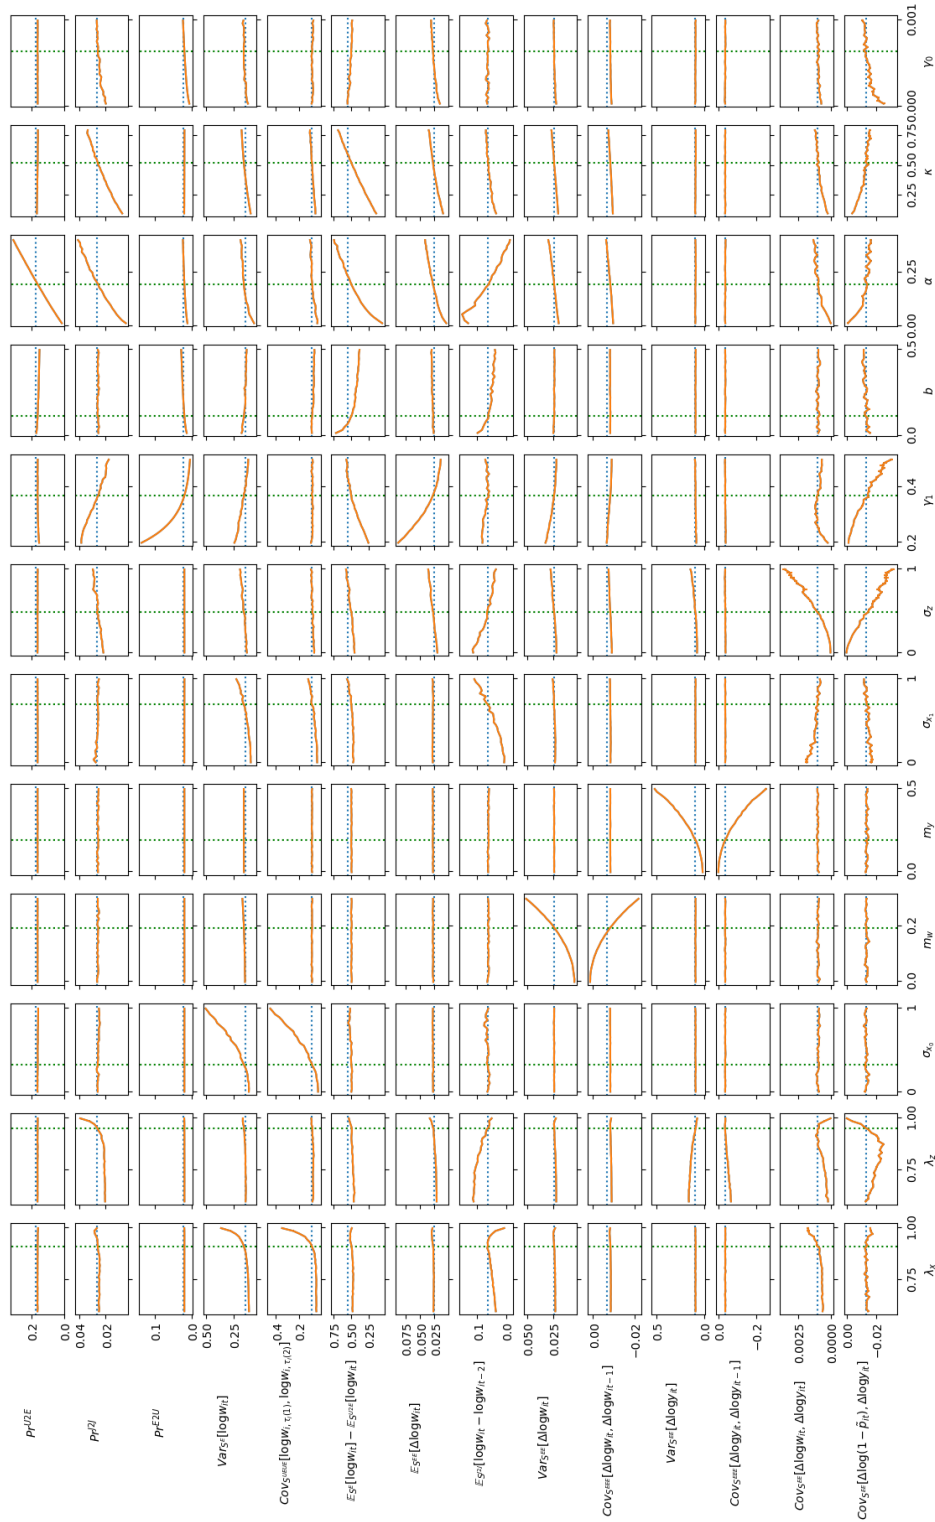 0.2
Pr^{U2E}
0.0
0.04
Pr^{J2J} 0.02
0.00
0.1
Pr^{E2U}
0.0
0.50
Var_{S^E}[log w_{it}] 0.25
0.4
Cov_{S^{UEUE}}[log w_{i, τ_i(1)}, log w_{i, τ_i(2)}] 0.2
0.75
𝔼_{S^E}[log w_{it}] − 𝔼_{S^{U2E}}[log w_{it}] 0.50
0.25
0.075
𝔼_{S^{EE}}[Δlog w_{it}] 0.050
0.025
0.1
𝔼_{S^{J2J}}[log w_{it} − log w_{it−2}]
0.0
0.050
Var_{S^{EE}}[Δlog w_{it}] 0.025
0.00
Cov_{S^{EEE}}[Δlog w_{it}, Δlog w_{it−1}]
−0.02
0.5
Var_{S^{EE}}[Δlog y_{it}]
0.0
0.0
Cov_{S^{EEE}}[Δlog y_{it}, Δlog y_{it−1}]
−0.2
0.0025
Cov_{S^{EE}}[Δlog w_{it}, Δlog y_{it}]
0.0000
0.00
Cov_{S^{EE}}[Δlog(1 − p̃_{it}), Δlog y_{it}]
−0.02
0.75 1.00 0.75 1.00 0 1 0.0 0.2 0.0 0.5 0 1 0 1 0.2 0.4 0.0 0.5 0.00 0.25 0.25 0.50 0.75 0.000 0.001
λ_x λ_z σ_{x_0} m_w m_y σ_{x_1} σ_z γ_1 b α κ γ_0